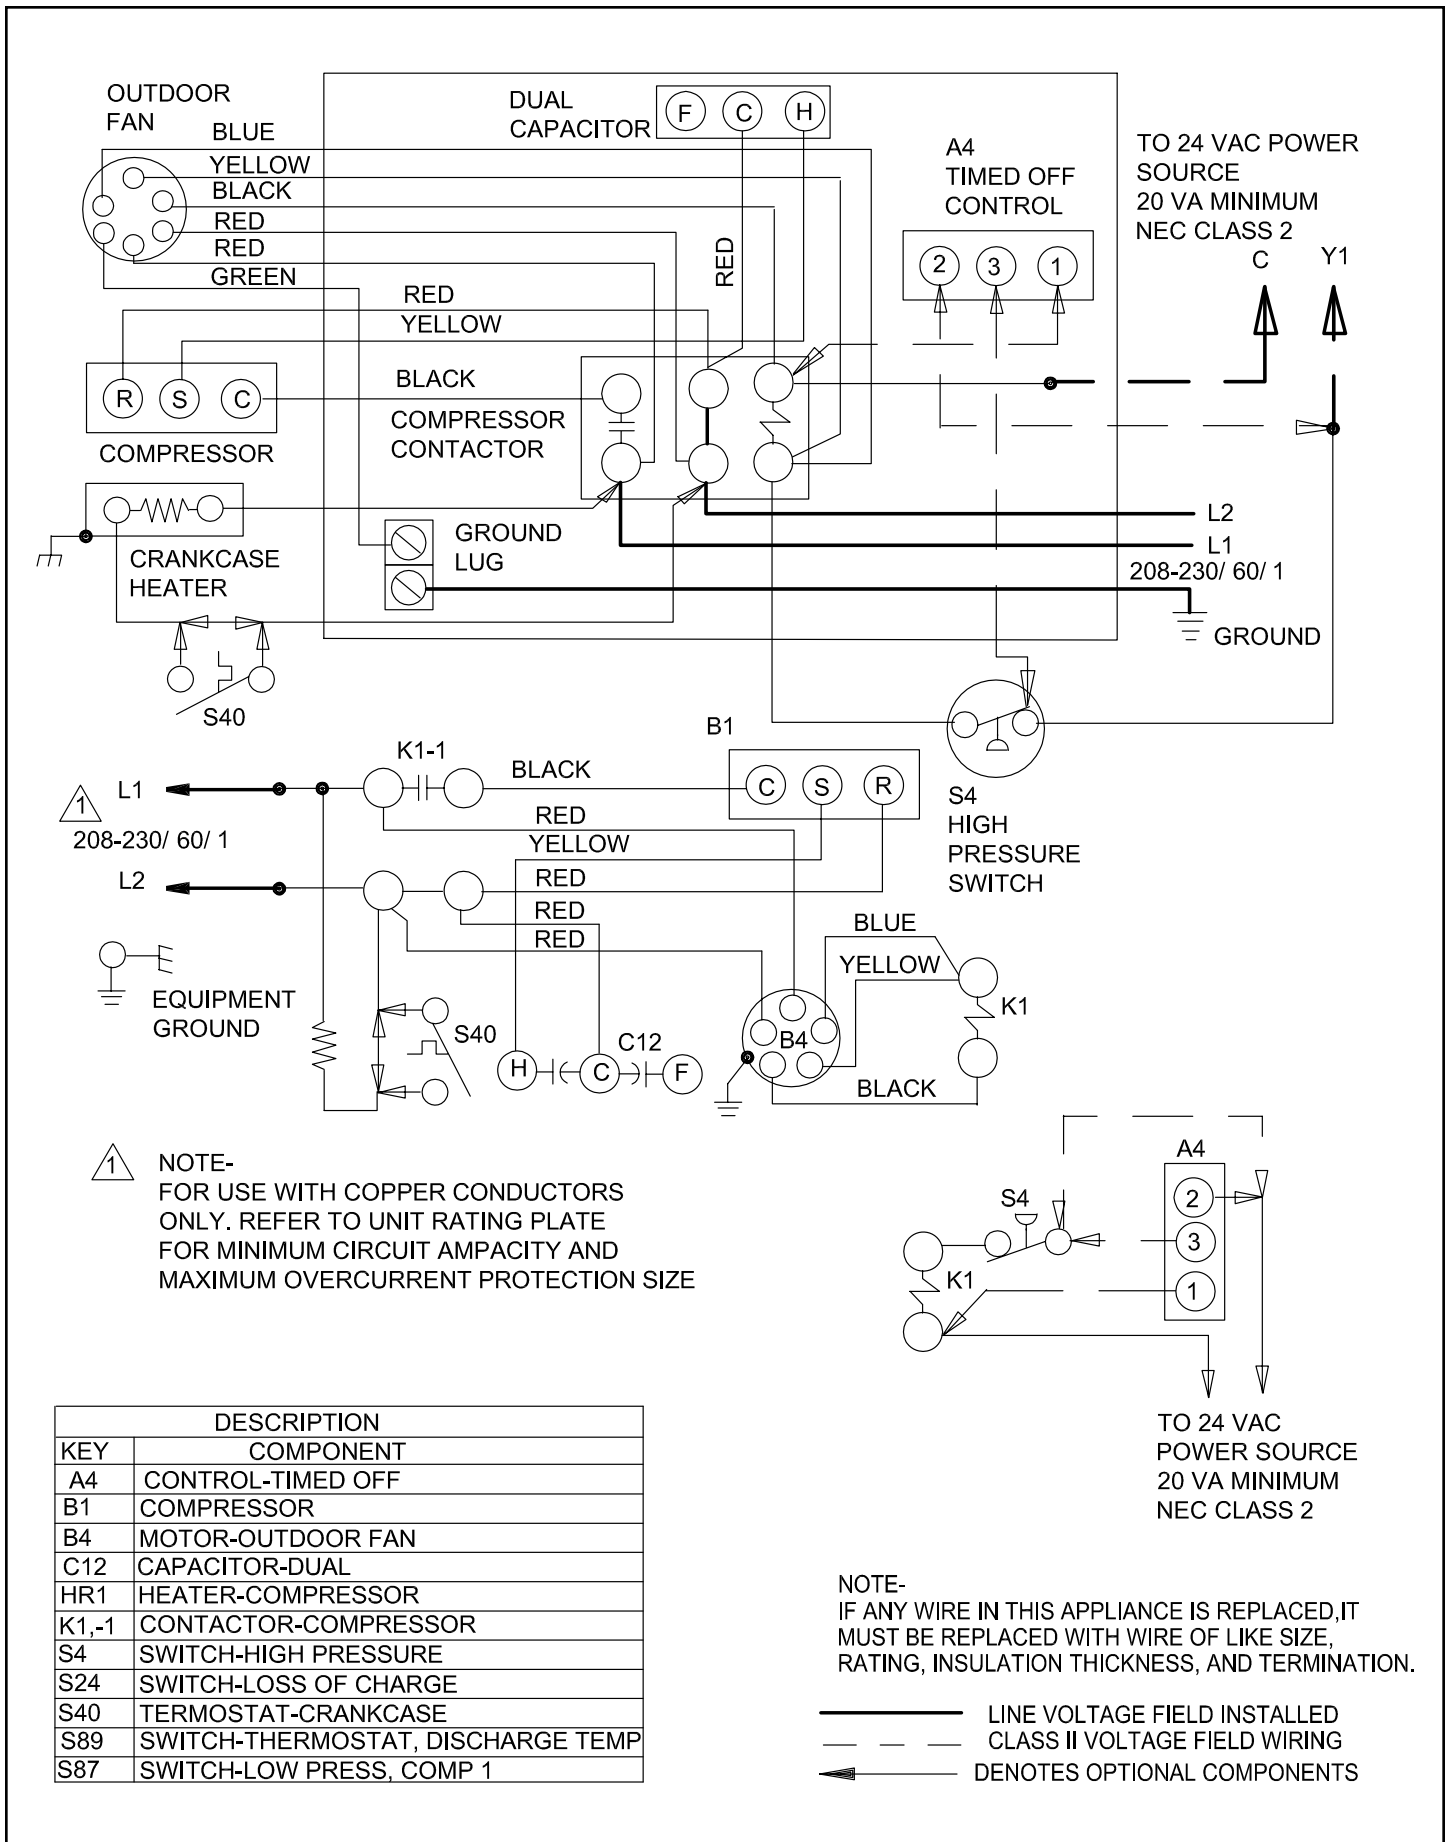 OUTDOOR
FAN
BLUE
YELLOW
BLACK
RED
RED
GREEN
DUAL
CAPACITOR
F C H
A4
TIMED OFF
CONTROL
2 3 1
TO 24 VAC POWER
SOURCE
20 VA MINIMUM
NEC CLASS 2
C Y1
RED
RED
YELLOW
R S C
COMPRESSOR
BLACK
COMPRESSOR
CONTACTOR
CRANKCASE
HEATER
GROUND
LUG
L2
L1
208-230/ 60/ 1
GROUND
S40
S4
HIGH
PRESSURE
SWITCH
B1
C S R
K1-1
BLACK
L1
1
208-230/ 60/ 1
L2
RED
YELLOW
RED
RED
RED
EQUIPMENT
GROUND
S40
C12
H C F
BLUE
YELLOW
K1
B4
BLACK
1
NOTE-
FOR USE WITH COPPER CONDUCTORS
ONLY. REFER TO UNIT RATING PLATE
FOR MINIMUM CIRCUIT AMPACITY AND
MAXIMUM OVERCURRENT PROTECTION SIZE
A4
2
3
1
S4
K1
TO 24 VAC
POWER SOURCE
20 VA MINIMUM
NEC CLASS 2
DESCRIPTION
KEY COMPONENT
A4 CONTROL-TIMED OFF
B1 COMPRESSOR
B4 MOTOR-OUTDOOR FAN
C12 CAPACITOR-DUAL
HR1 HEATER-COMPRESSOR
K1,-1 CONTACTOR-COMPRESSOR
S4 SWITCH-HIGH PRESSURE
S24 SWITCH-LOSS OF CHARGE
S40 TERMOSTAT-CRANKCASE
S89 SWITCH-THERMOSTAT, DISCHARGE TEMP
S87 SWITCH-LOW PRESS, COMP 1
NOTE-
IF ANY WIRE IN THIS APPLIANCE IS REPLACED,IT
MUST BE REPLACED WITH WIRE OF LIKE SIZE,
RATING, INSULATION THICKNESS, AND TERMINATION.
LINE VOLTAGE FIELD INSTALLED
CLASS II VOLTAGE FIELD WIRING
DENOTES OPTIONAL COMPONENTS